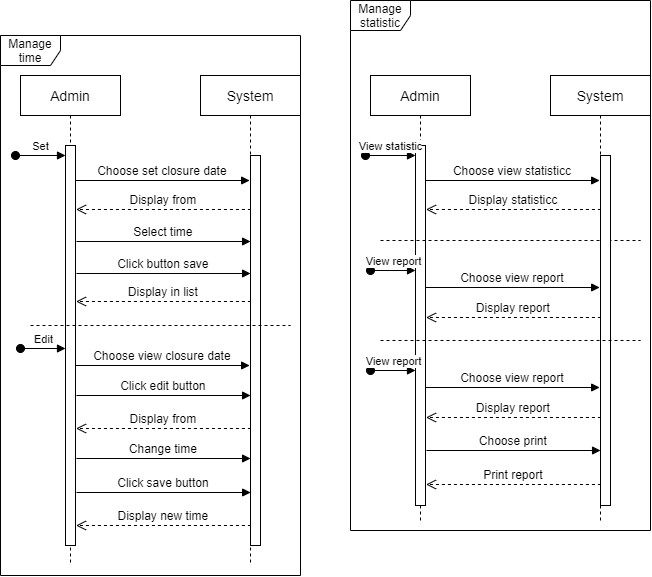 Manage
time
Admin
System
Set
Choose set closure date
Display from
Select time
Click button save
Display in list
Edit
Choose view closure date
Click edit button
Display from
Change time
Click save button
Display new time
Manage
statistic
Admin
System
View statistic
Choose view statisticc
Display statisticc
View report
Choose view report
Display report
View report
Choose view report
Display report
Choose print
Print report